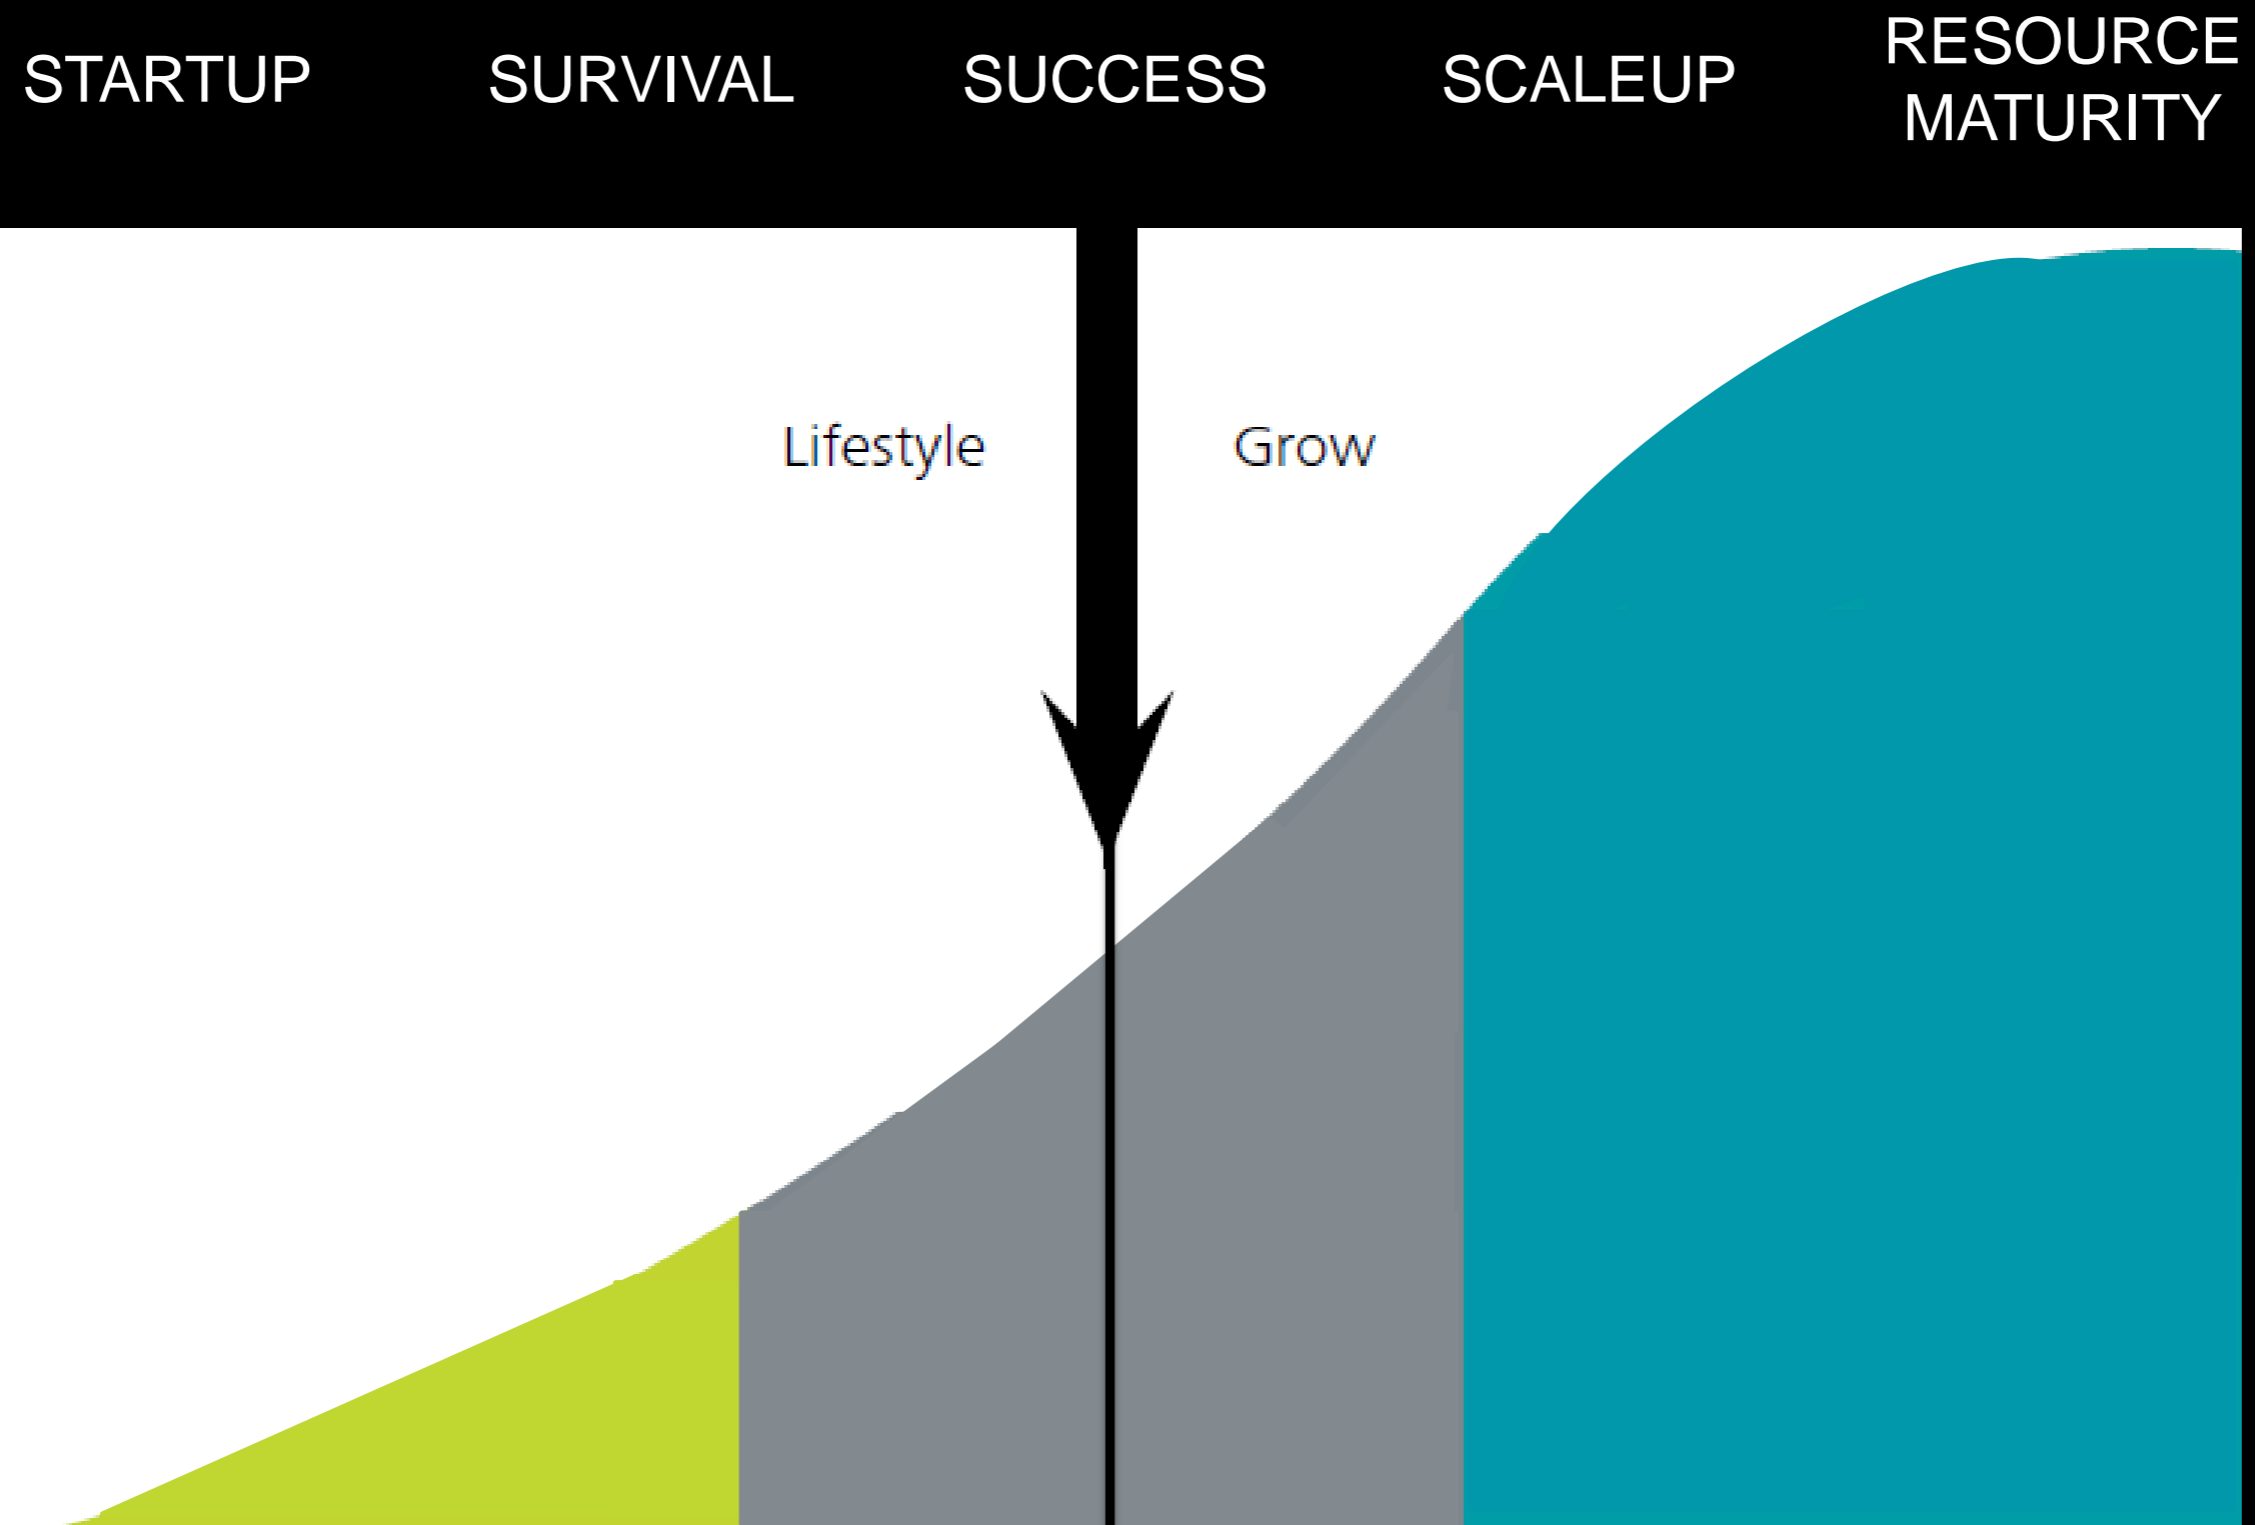 STARTUP
SURVIVAL
SUCCESS
SCALEUP
RESOURCE
MATURITY
Lifestyle
Grow